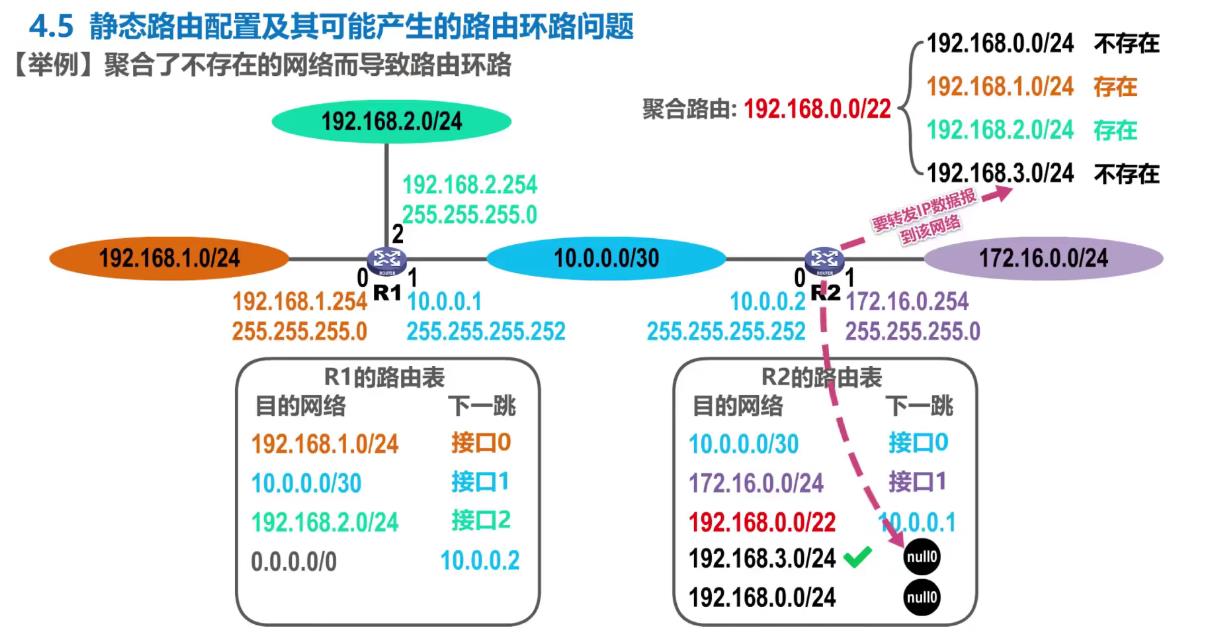 4.5 静态路由配置及其可能产生的路由环路问题
【举例】聚合了不存在的网络而导致路由环路
聚合路由: 192.168.0.0/22
192.168.0.0/24 不存在
192.168.1.0/24 存在
192.168.2.0/24 存在
192.168.3.0/24 不存在
要转发IP数据报
到该网络
192.168.2.0/24
192.168.2.254
255.255.255.0
2
192.168.1.0/24
0
ROUTER
1
R1
10.0.0.0/30
0
ROUTER
1
R2
172.16.0.0/24
192.168.1.254
255.255.255.0
10.0.0.1
255.255.255.252
10.0.0.2
255.255.255.252
172.16.0.254
255.255.255.0
R1的路由表
目的网络 下一跳
192.168.1.0/24 接口0
10.0.0.0/30 接口1
192.168.2.0/24 接口2
0.0.0.0/0 10.0.0.2
R2的路由表
目的网络 下一跳
10.0.0.0/30 接口0
172.16.0.0/24 接口1
192.168.0.0/22 10.0.0.1
192.168.3.0/24 null0
192.168.0.0/24 null0